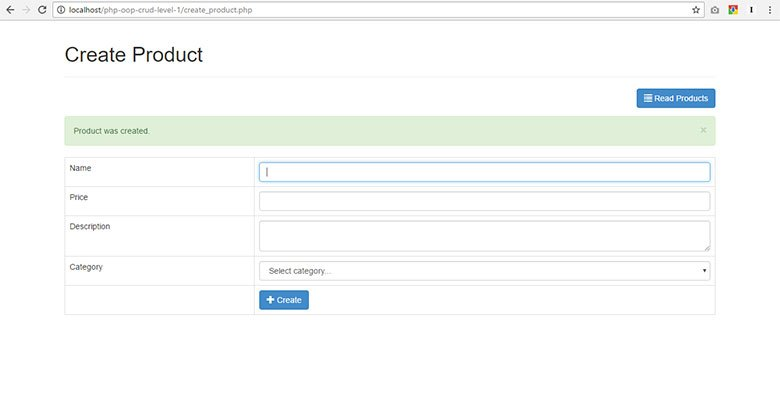 localhost/php-oop-crud-level-1/create_product.php
Create Product
Read Products
Product was created. ×
Name
Price
Description
Category Select category...
Create